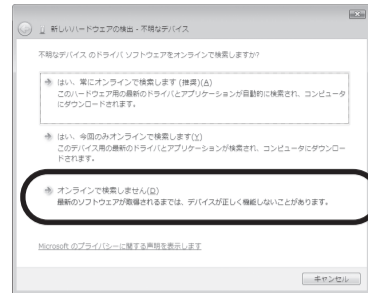 新しいハードウェアの検出 - 不明なデバイス
不明なデバイス のドライバ ソフトウェアをオンラインで検索しますか?
はい、常にオンラインで検索します (推奨)(A)
このハードウェア用の最新のドライバとアプリケーションが自動的に検索され、コンピュータ
にダウンロードされます。
はい、今回のみオンラインで検索します(Y)
このデバイス用の最新のドライバとアプリケーションが検索され、コンピュータにダウンロー
ドされます。
オンラインで検索しません(D)
最新のソフトウェアが取得されるまでは、デバイスが正しく機能しないことがあります。
Microsoft のプライバシーに関する声明を表示します
キャンセル